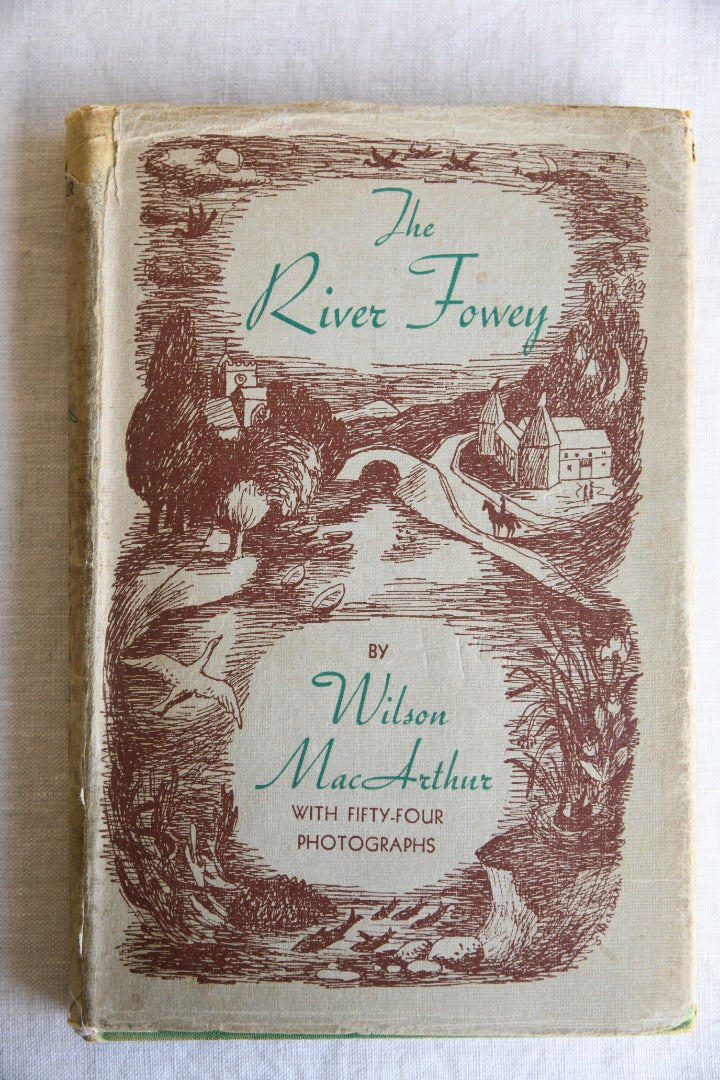 The
River Fowey
BY
Wilson
MacArthur
WITH FIFTY-FOUR
PHOTOGRAPHS